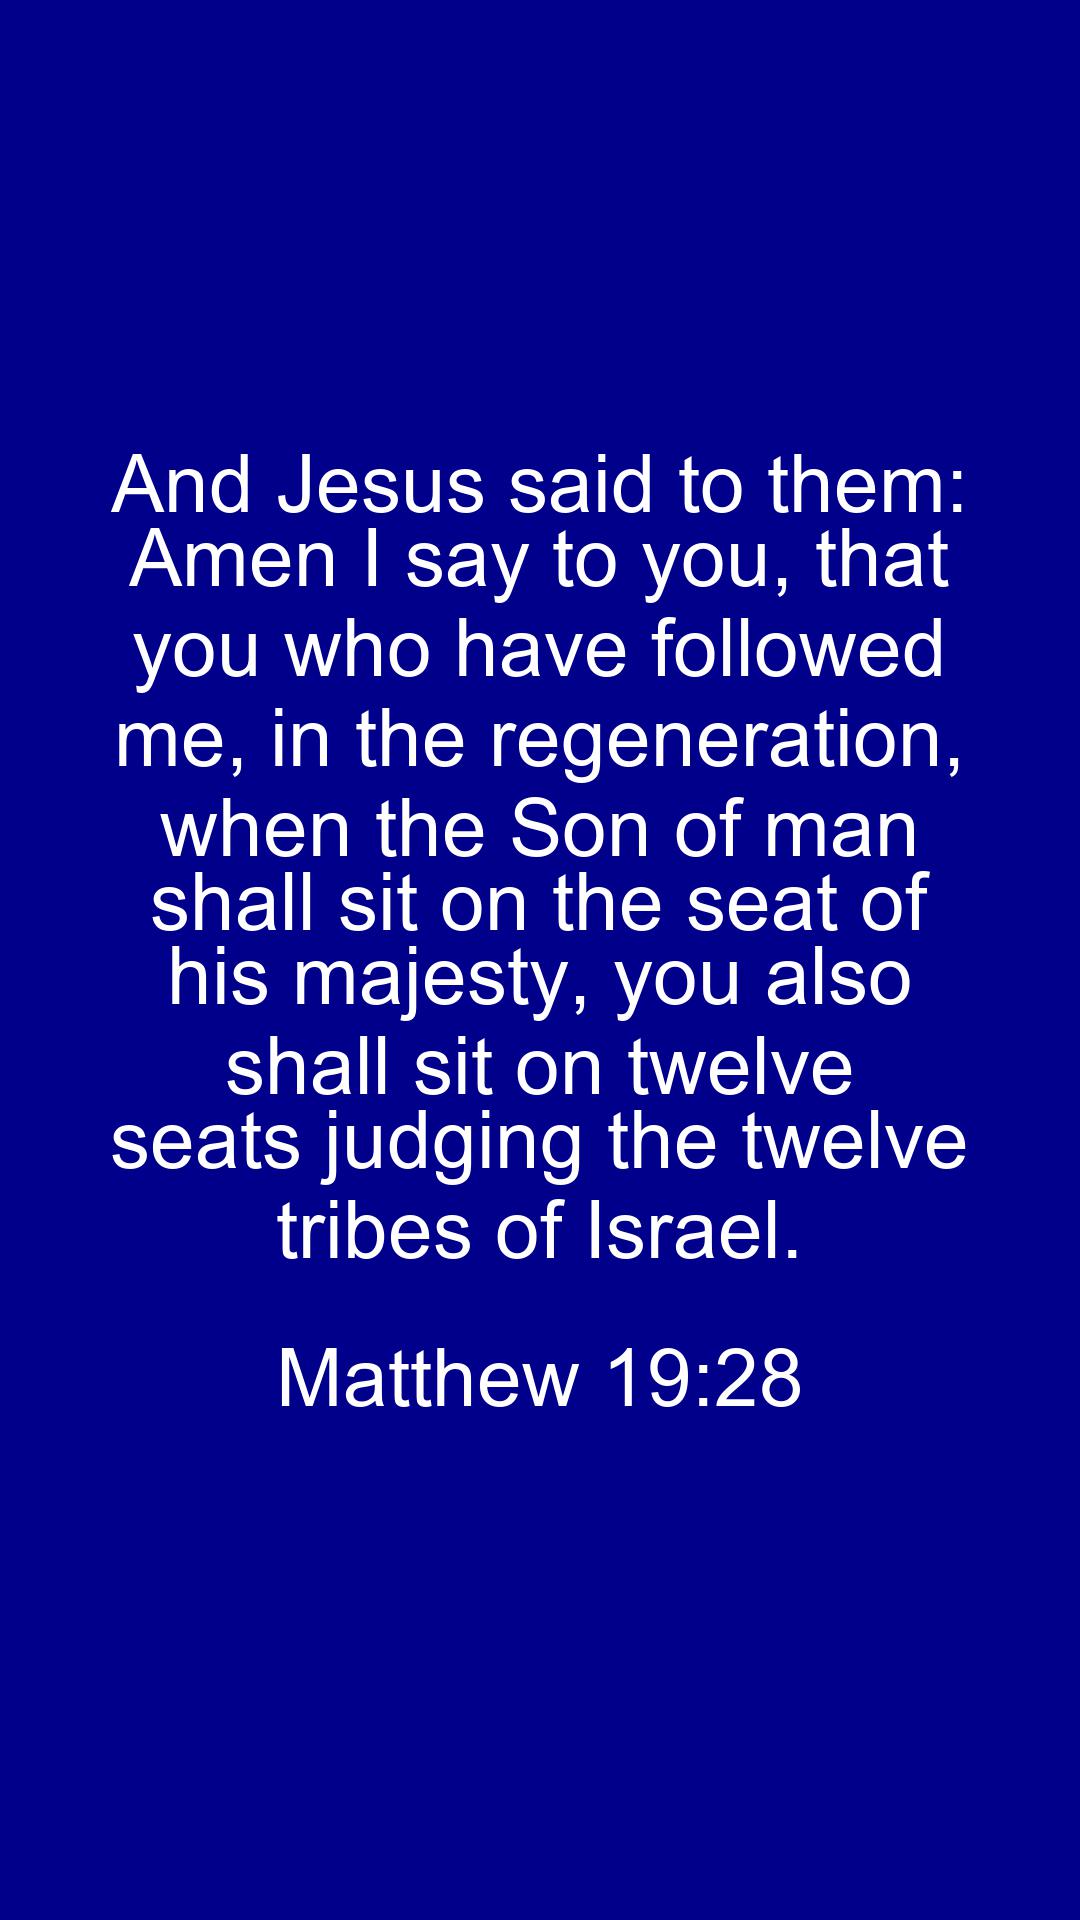 And Jesus said to them:
Amen I say to you, that
you who have followed
me, in the regeneration,
when the Son of man
shall sit on the seat of
his majesty, you also
shall sit on twelve
seats judging the twelve
tribes of Israel.
Matthew 19:28